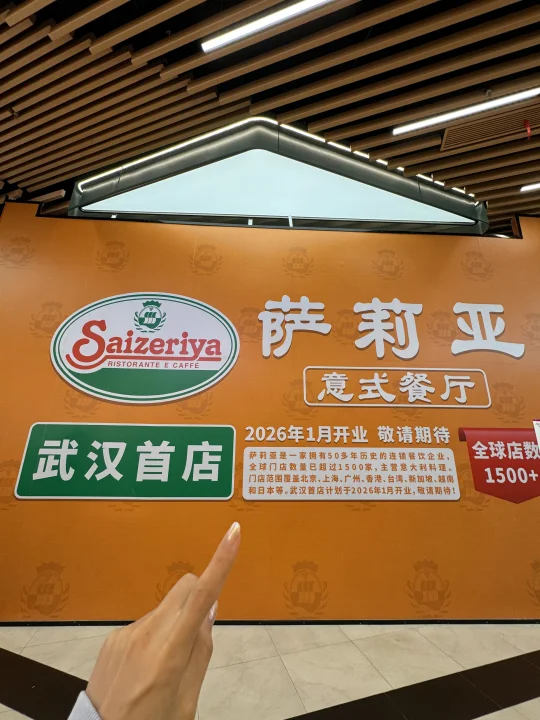 Saizeriya
RISTORANTE E CAFFÈ
萨莉亚
意式餐厅
武汉首店
2026年1月开业 敬请期待
萨莉亚是一家拥有50多年历史的连锁餐饮企业,
全球门店数量已超过1500家,主营意大利料理。
门店范围覆盖北京、上海、广州、香港、台湾、新加坡、越南
和日本等。武汉首店计划于2026年1月开业,敬请期待!
全球店数
1500+